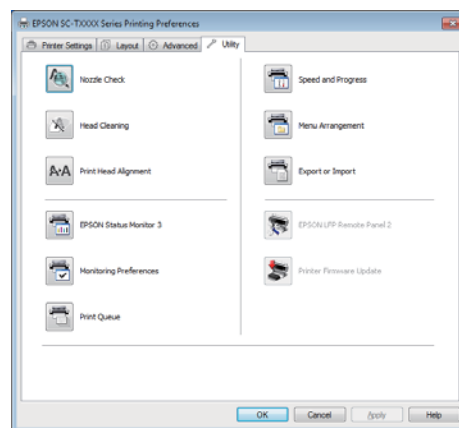 EPSON SC-TXXXX Series Printing Preferences
Printer Settings Layout Advanced Utility
Nozzle Check
Speed and Progress
Head Cleaning
Menu Arrangement
A‹A Print Head Alignment
Export or Import
EPSON Status Monitor 3
EPSON LFP Remote Panel 2
Monitoring Preferences
Printer Firmware Update
Print Queue
OK Cancel Apply Help